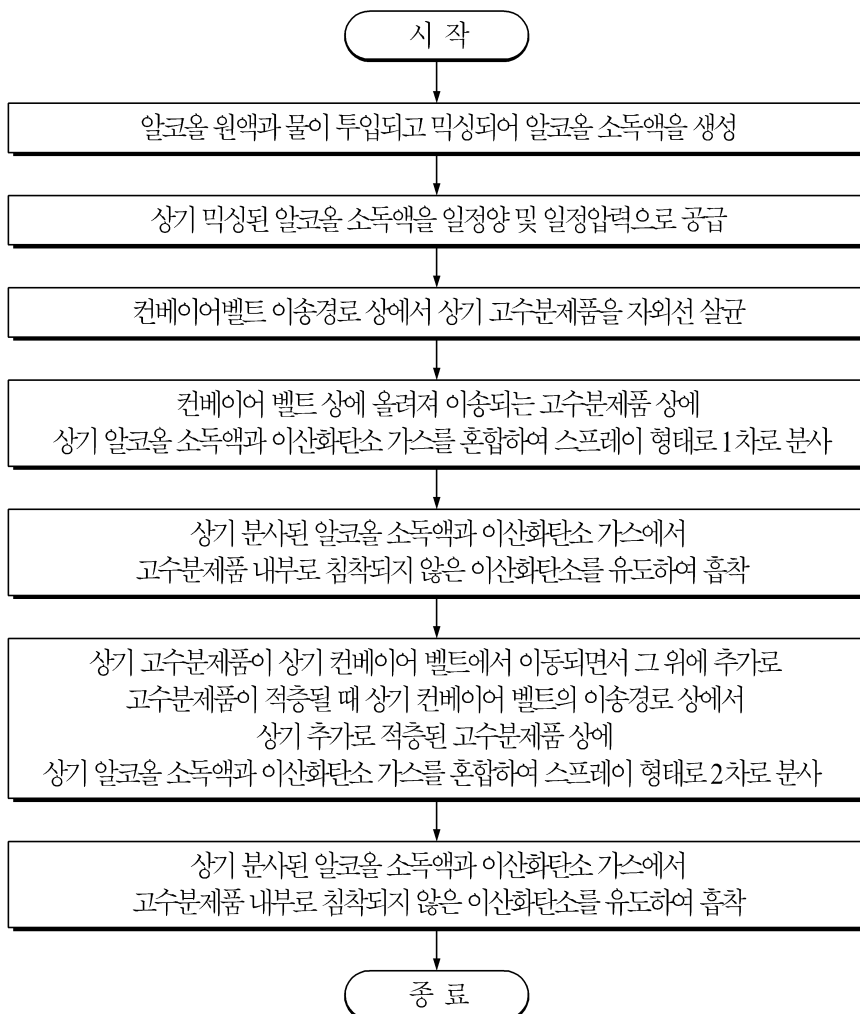 시 작
알코올 원액과 물이 투입되고 믹싱되어 알코올 소독액을 생성
상기 믹싱된 알코올 소독액을 일정양 및 일정압력으로 공급
컨베이어벨트 이송경로 상에서 상기 고수분제품을 자외선 살균
컨베이어 벨트 상에 올려져 이송되는 고수분제품 상에
상기 알코올 소독액과 이산화탄소 가스를 혼합하여 스프레이 형태로 1차로 분사
상기 분사된 알코올 소독액과 이산화탄소 가스에서
고수분제품 내부로 침착되지 않은 이산화탄소를 유도하여 흡착
상기 고수분제품이 상기 컨베이어 벨트에서 이동되면서 그 위에 추가로
고수분제품이 적층될 때 상기 컨베이어 벨트의 이송경로 상에서
상기 추가로 적층된 고수분제품 상에
상기 알코올 소독액과 이산화탄소 가스를 혼합하여 스프레이 형태로 2차로 분사
상기 분사된 알코올 소독액과 이산화탄소 가스에서
고수분제품 내부로 침착되지 않은 이산화탄소를 유도하여 흡착
종 료